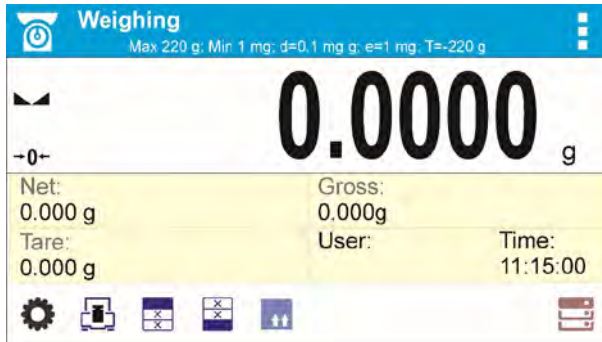 Weighing
Max 220 g; Min 1 mg; d=0.1 mg g; e=1 mg; T=-220 g
0.0000 g
→0←
Net:
0.000 g
Gross:
0.000g
Tare:
0.000 g
User:
Time:
11:15:00